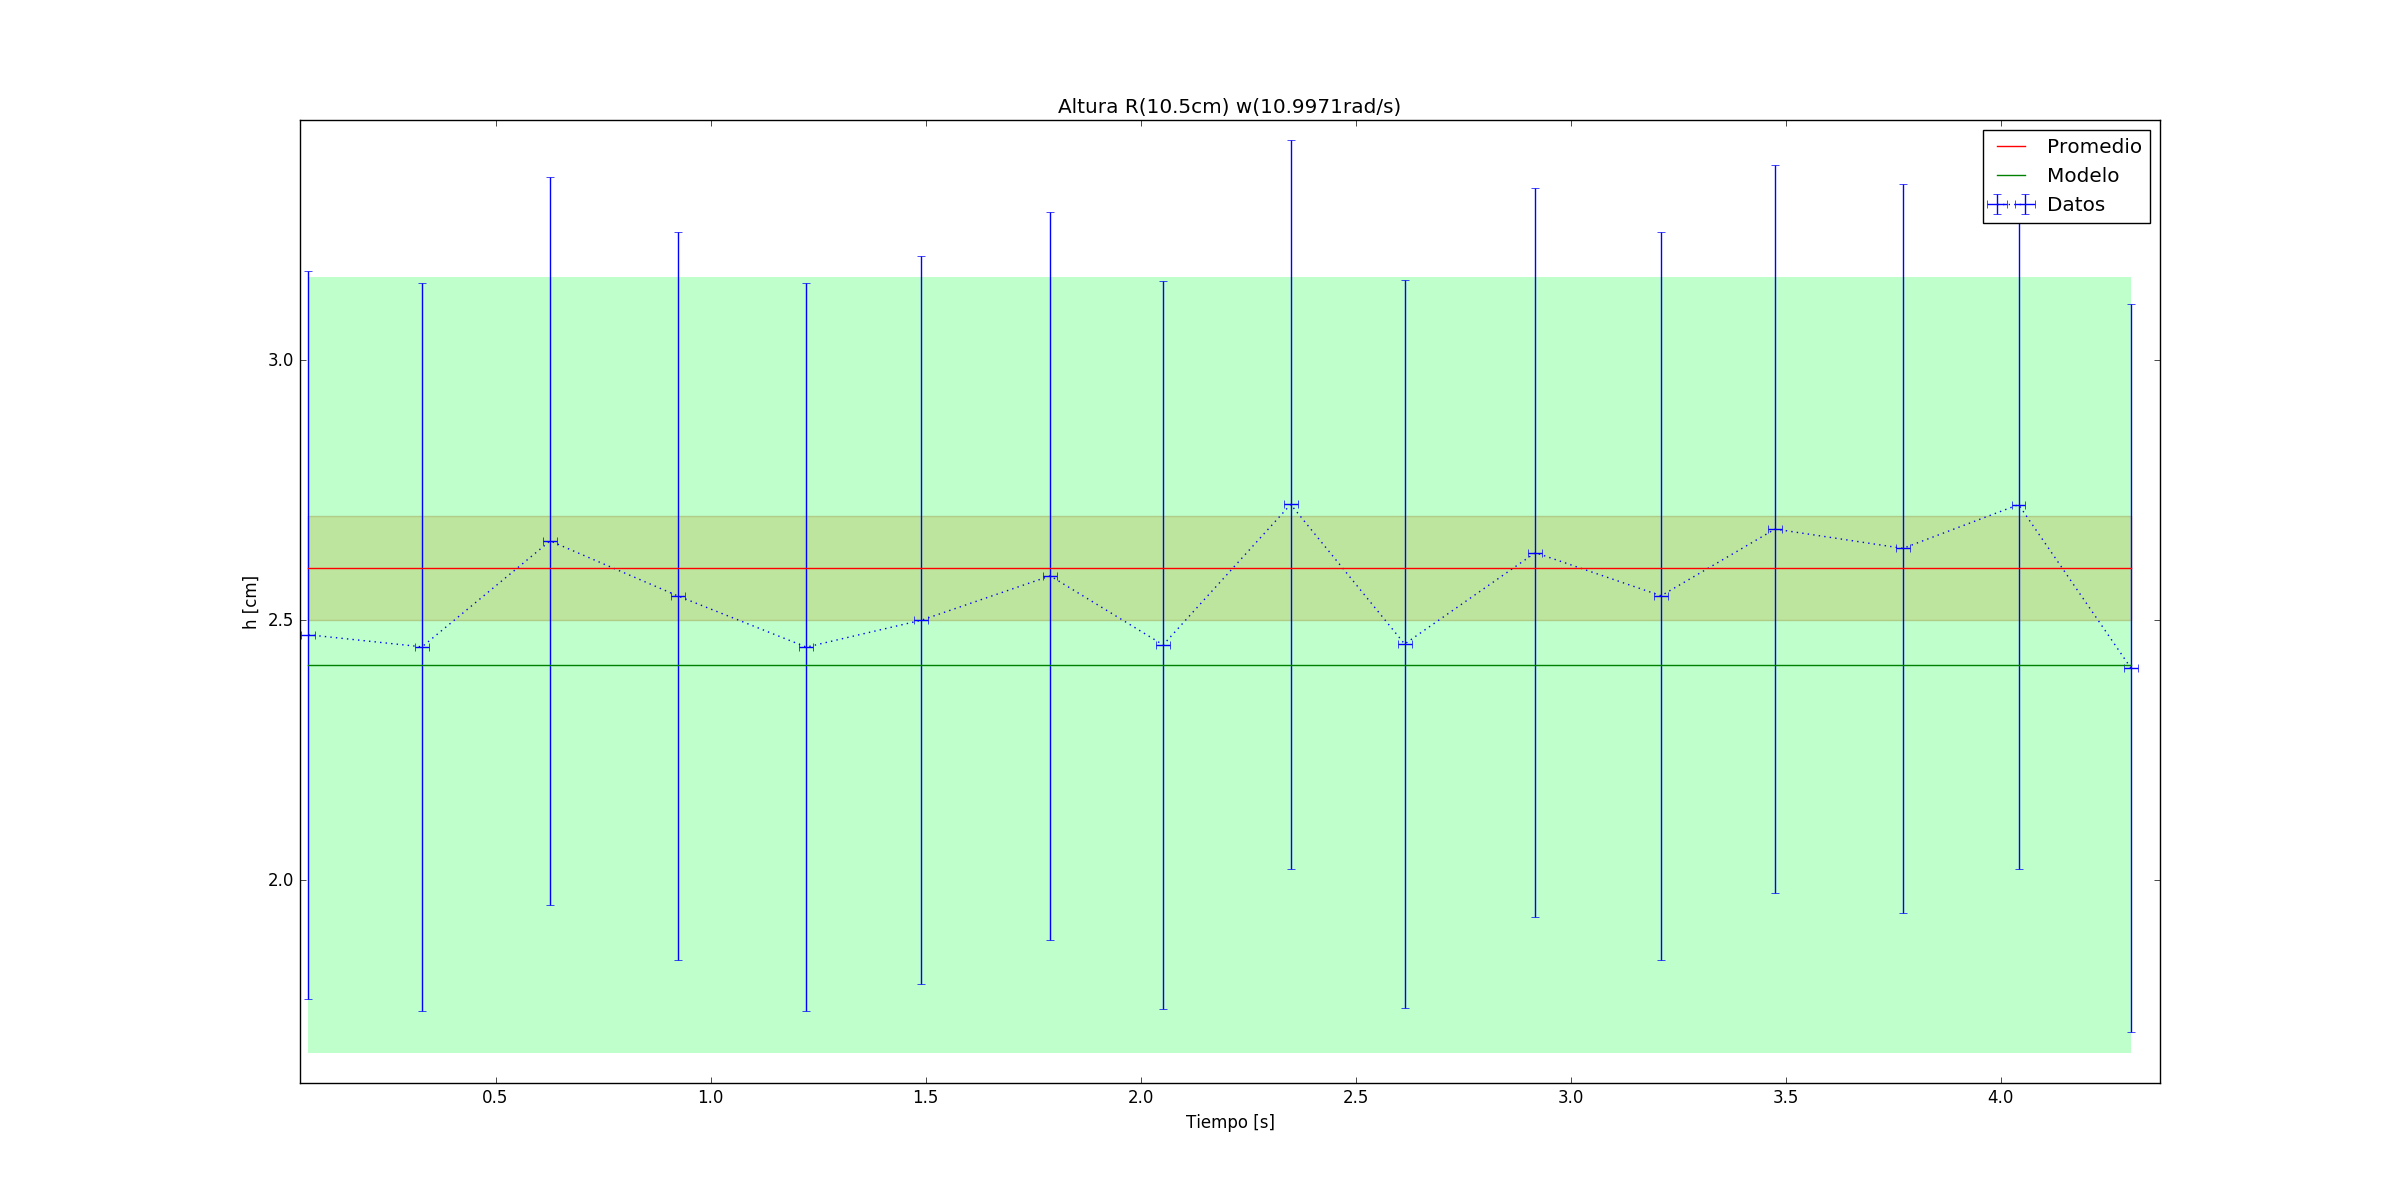 Altura R(10.5cm) w(10.9971rad/s)
Promedio
Modelo
Datos
h [cm]
3.0
2.5
2.0
0.5 1.0 1.5 2.0 2.5 3.0 3.5 4.0
Tiempo [s]